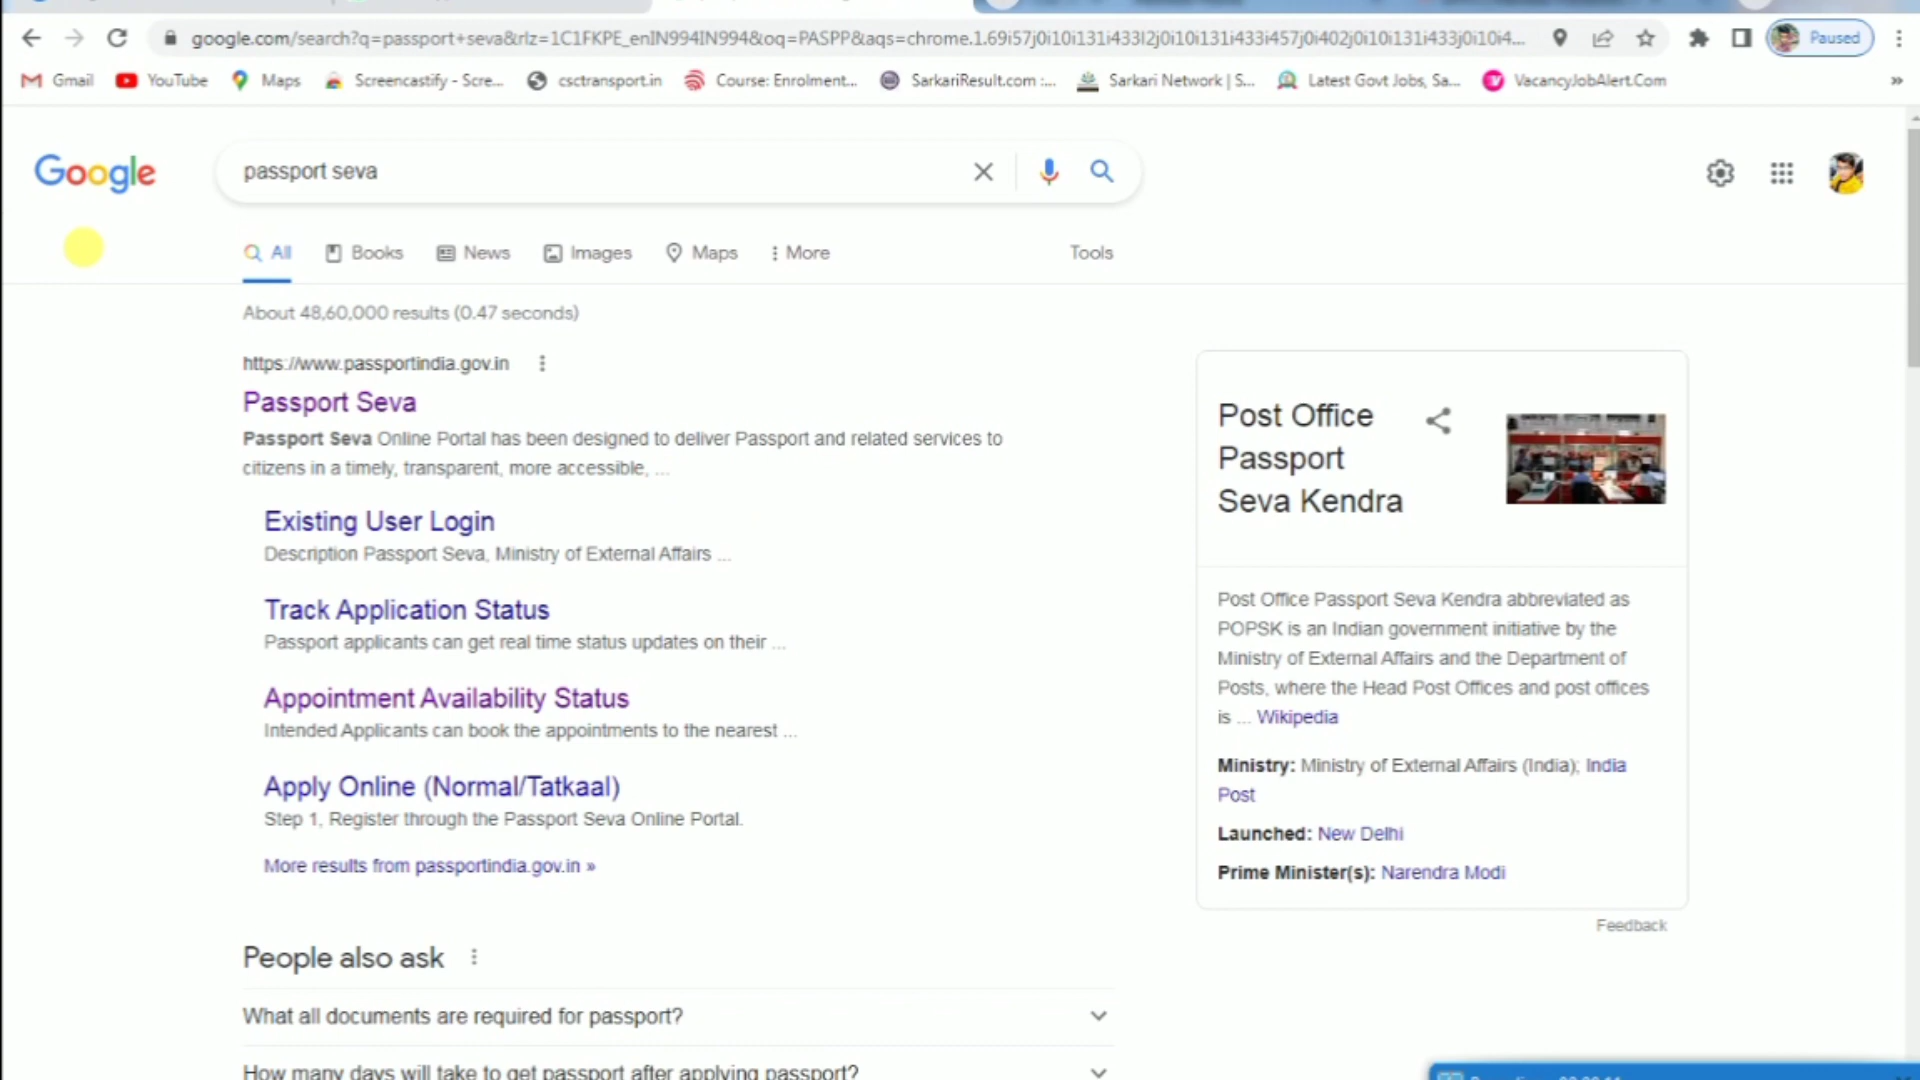 google.com/search?q=passport+seva&rlz=1C1FKPE_enIN994IN994&oq=PASPP&aqs=chrome.1.69i57j0i10i131i433l2j0i10i131i433i457j0i402j0i10i131i433j0i10i4...
Paused
Gmail
YouTube
Maps
Screencastify - Scre...
csctransport.in
Course: Enrolment...
SarkariResult.com :...
Sarkari Network | S...
Latest Govt Jobs, Sa...
VacancyJobAlert.Com
»
Google
passport seva
All
Books
News
Images
Maps
More
Tools
About 48,60,000 results (0.47 seconds)
https://www.passportindia.gov.in
Passport Seva
Passport Seva Online Portal has been designed to deliver Passport and related services to
citizens in a timely, transparent, more accessible, ...
Existing User Login
Description Passport Seva, Ministry of External Affairs ...
Track Application Status
Passport applicants can get real time status updates on their ...
Appointment Availability Status
Intended Applicants can book the appointments to the nearest ...
Apply Online (Normal/Tatkaal)
Step 1, Register through the Passport Seva Online Portal.
More results from passportindia.gov.in »
People also ask
What all documents are required for passport?
How many days will take to get passport after applying passport?
Post Office
Passport
Seva Kendra
Post Office Passport Seva Kendra abbreviated as
POPSK is an Indian government initiative by the
Ministry of External Affairs and the Department of
Posts, where the Head Post Offices and post offices
is ... Wikipedia
Ministry: Ministry of External Affairs (India); India
Post
Launched: New Delhi
Prime Minister(s): Narendra Modi
Feedback